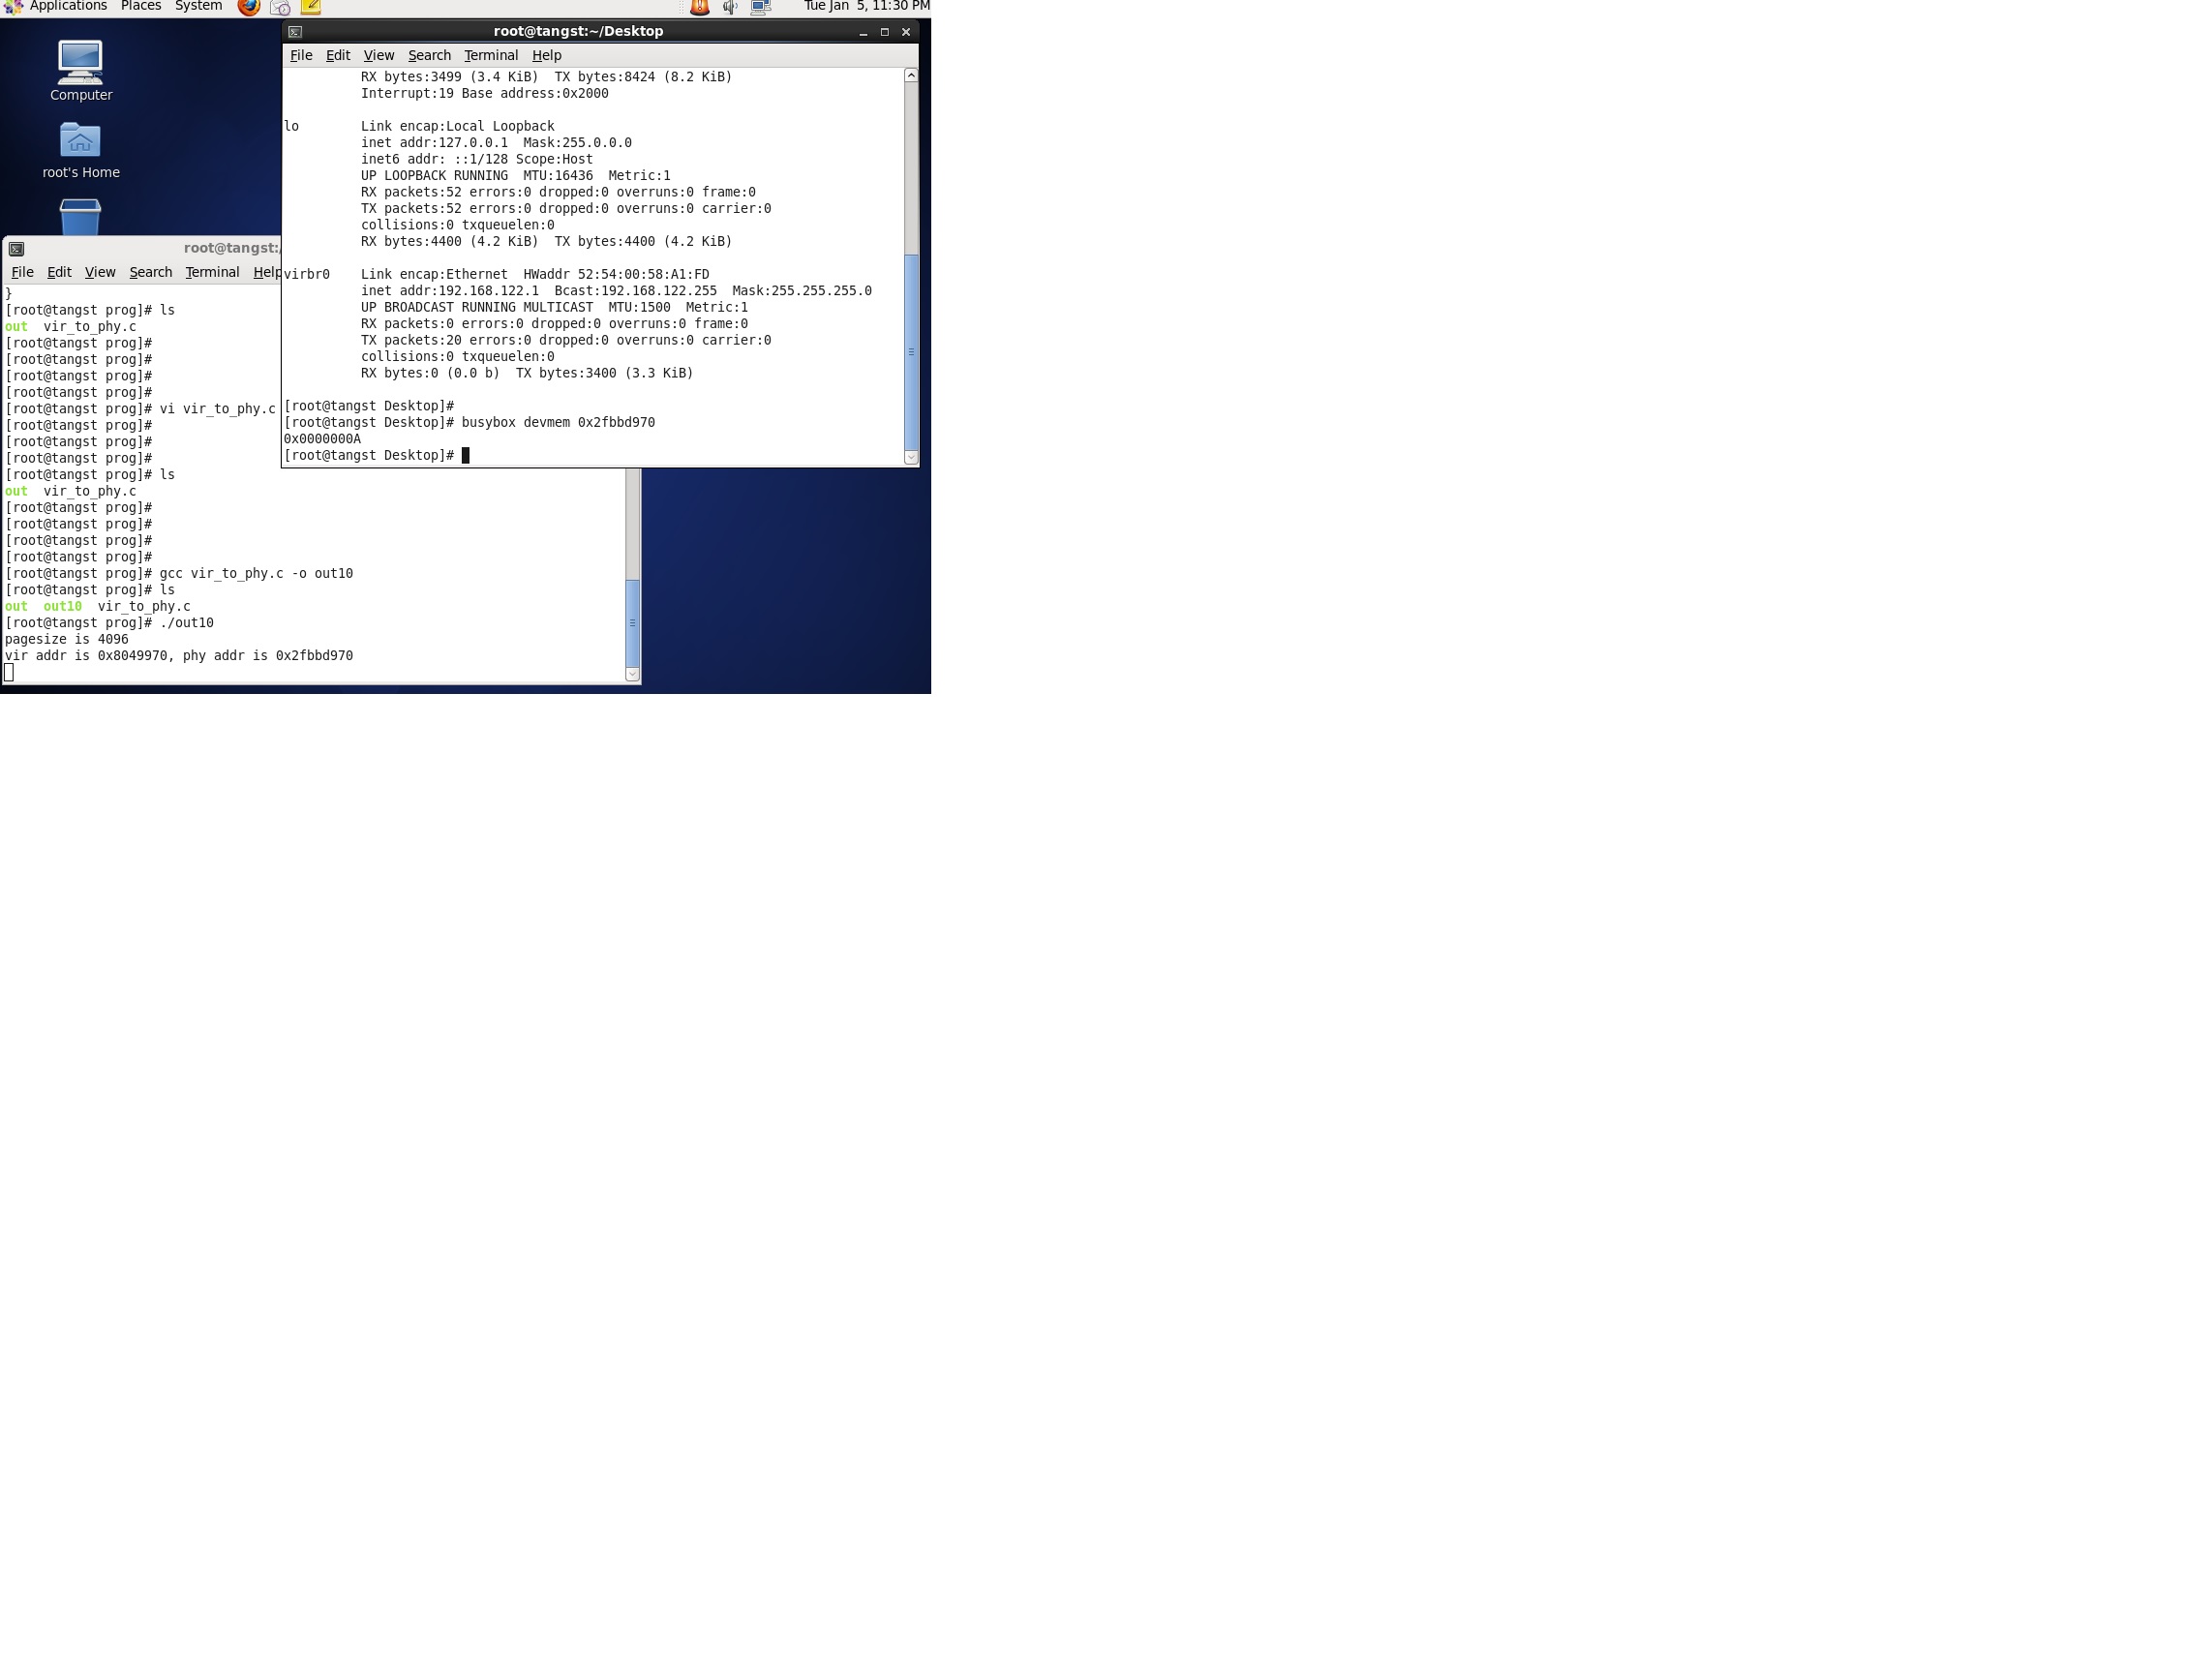 Applications Places System Tue Jan 5, 11:30 PM
Computer
root's Home
root@tangst:~/Desktop
File Edit View Search Terminal Help
RX bytes:3499 (3.4 KiB) TX bytes:8424 (8.2 KiB)
Interrupt:19 Base address:0x2000
lo Link encap:Local Loopback
inet addr:127.0.0.1 Mask:255.0.0.0
inet6 addr: ::1/128 Scope:Host
UP LOOPBACK RUNNING MTU:16436 Metric:1
RX packets:52 errors:0 dropped:0 overruns:0 frame:0
TX packets:52 errors:0 dropped:0 overruns:0 carrier:0
collisions:0 txqueuelen:0
RX bytes:4400 (4.2 KiB) TX bytes:4400 (4.2 KiB)
virbr0 Link encap:Ethernet HWaddr 52:54:00:58:A1:FD
inet addr:192.168.122.1 Bcast:192.168.122.255 Mask:255.255.255.0
UP BROADCAST RUNNING MULTICAST MTU:1500 Metric:1
RX packets:0 errors:0 dropped:0 overruns:0 frame:0
TX packets:20 errors:0 dropped:0 overruns:0 carrier:0
collisions:0 txqueuelen:0
RX bytes:0 (0.0 b) TX bytes:3400 (3.3 KiB)
[root@tangst Desktop]#
[root@tangst Desktop]# busybox devmem 0x2fbbd970
0x0000000A
[root@tangst Desktop]#
root@tangst:/
File Edit View Search Terminal Help
}
[root@tangst prog]# ls
out vir_to_phy.c
[root@tangst prog]#
[root@tangst prog]#
[root@tangst prog]#
[root@tangst prog]#
[root@tangst prog]# vi vir_to_phy.c
[root@tangst prog]#
[root@tangst prog]#
[root@tangst prog]#
[root@tangst prog]# ls
out vir_to_phy.c
[root@tangst prog]#
[root@tangst prog]#
[root@tangst prog]#
[root@tangst prog]#
[root@tangst prog]# gcc vir_to_phy.c -o out10
[root@tangst prog]# ls
out out10 vir_to_phy.c
[root@tangst prog]# ./out10
pagesize is 4096
vir addr is 0x8049970, phy addr is 0x2fbbd970